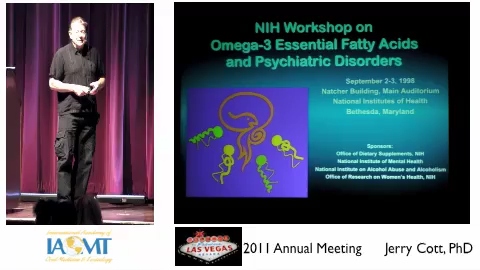 NIH Workshop on
Omega-3 Essential Fatty Acids
and Psychiatric Disorders
September 2-3, 1998
Natcher Building, Main Auditorium
National Institutes of Health
Bethesda, Maryland
Sponsors:
Office of Dietary Supplements, NIH
National Institute of Mental Health
National Institute on Alcohol Abuse and Alcoholism
Office of Research on Women's Health, NIH
International Academy of
IAOMT
Oral Medicine & Toxicology
LAS VEGAS
2011 Annual Meeting
Jerry Cott, PhD